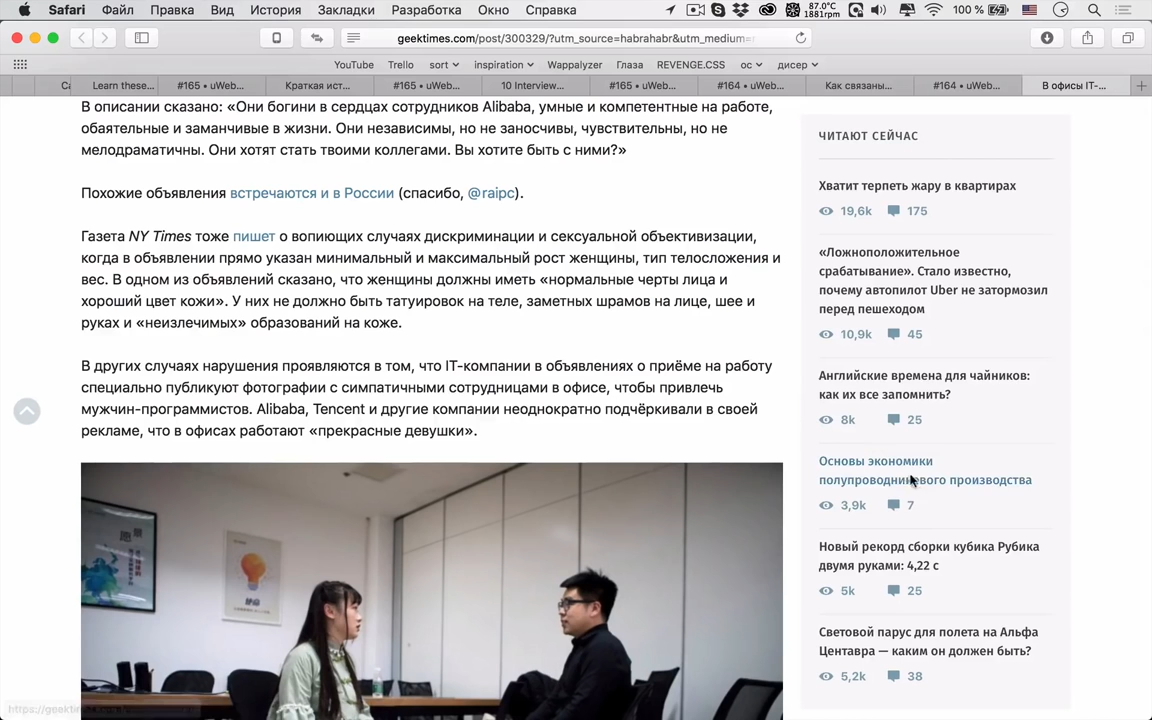 Safari Файл Правка Вид История Закладки Разработка Окно Справка 87.0°C 1881rpm 100 %
geektimes.com/post/300329/?utm_source=habrahabr&utm_medium=
YouTube Trello sort inspiration Wappalyzer Глаза REVENGE.CSS ос дисер
Са Learn these... #165 • uWeb... Краткая ист... #165 • uWeb... 10 Interview... #165 • uWeb... #164 • uWeb... Как связаны... #164 • uWeb... В офисы IT-...
В описании сказано: «Они богини в сердцах сотрудников Alibaba, умные и компетентные на работе,
обаятельные и заманчивые в жизни. Они независимы, но не заносчивы, чувствительны, но не
мелодраматичны. Они хотят стать твоими коллегами. Вы хотите быть с ними?»
Похожие объявления встречаются и в России (спасибо, @raipc).
Газета NY Times тоже пишет о вопиющих случаях дискриминации и сексуальной объективизации,
когда в объявлении прямо указан минимальный и максимальный рост женщины, тип телосложения и
вес. В одном из объявлений сказано, что женщины должны иметь «нормальные черты лица и
хороший цвет кожи». У них не должно быть татуировок на теле, заметных шрамов на лице, шее и
руках и «неизлечимых» образований на коже.
В других случаях нарушения проявляются в том, что IT-компании в объявлениях о приёме на работу
специально публикуют фотографии с симпатичными сотрудницами в офисе, чтобы привлечь
мужчин-программистов. Alibaba, Tencent и другие компании неоднократно подчёркивали в своей
рекламе, что в офисах работают «прекрасные девушки».
ЧИТАЮТ СЕЙЧАС
Хватит терпеть жару в квартирах
19,6k 175
«Ложноположительное
срабатывание». Стало известно,
почему автопилот Uber не затормозил
перед пешеходом
10,9k 45
Английские времена для чайников:
как их все запомнить?
8k 25
Основы экономики
полупроводникового производства
3,9k 7
Новый рекорд сборки кубика Рубика
двумя руками: 4,22 с
5k 25
Световой парус для полета на Альфа
Центавра — каким он должен быть?
5,2k 38